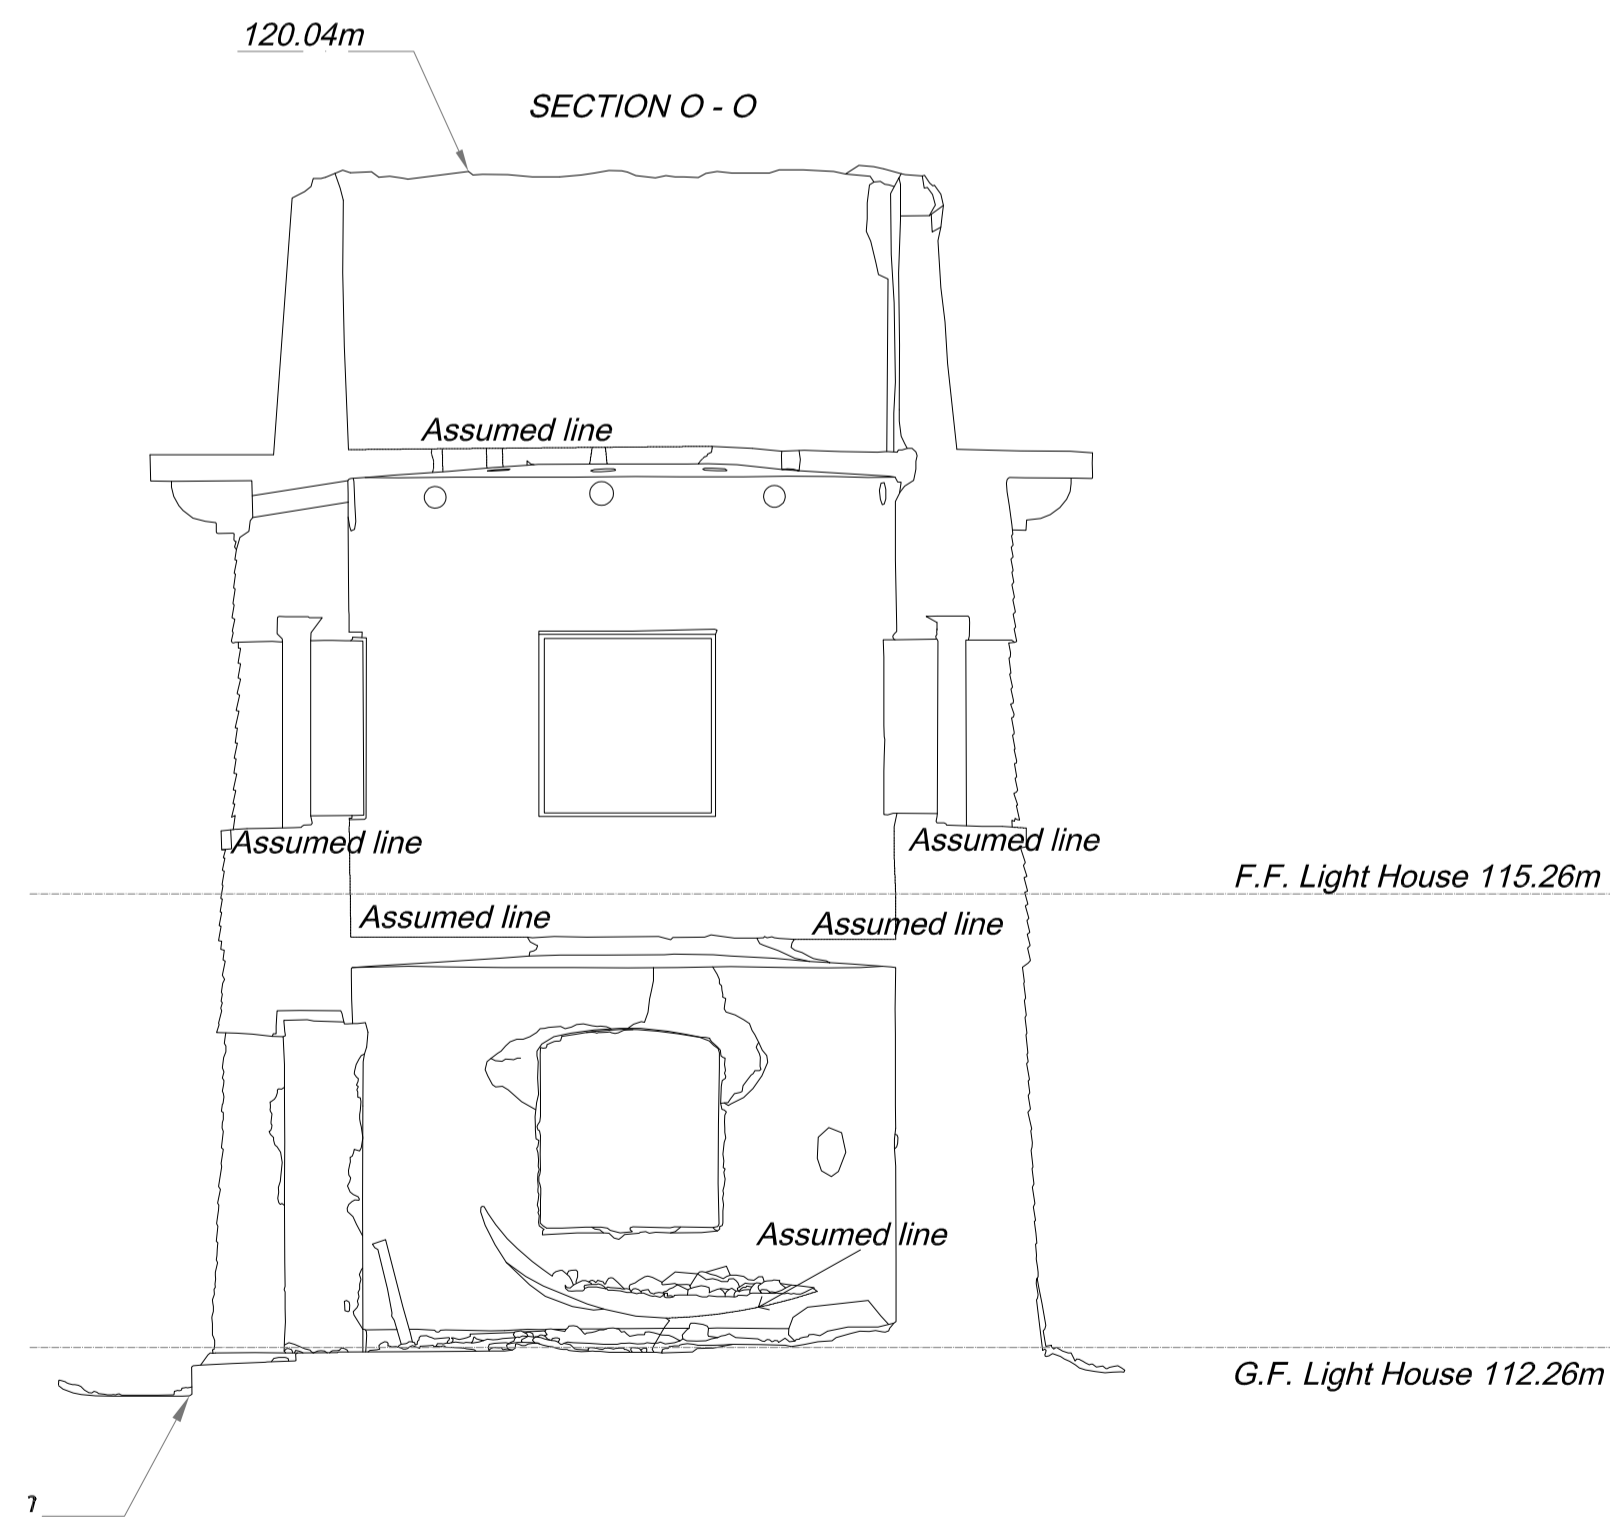 120.04m
SECTION O - O
Assumed line
Assumed line
Assumed line
F.F. Light House 115.26m
Assumed line
Assumed line
Assumed line
G.F. Light House 112.26m